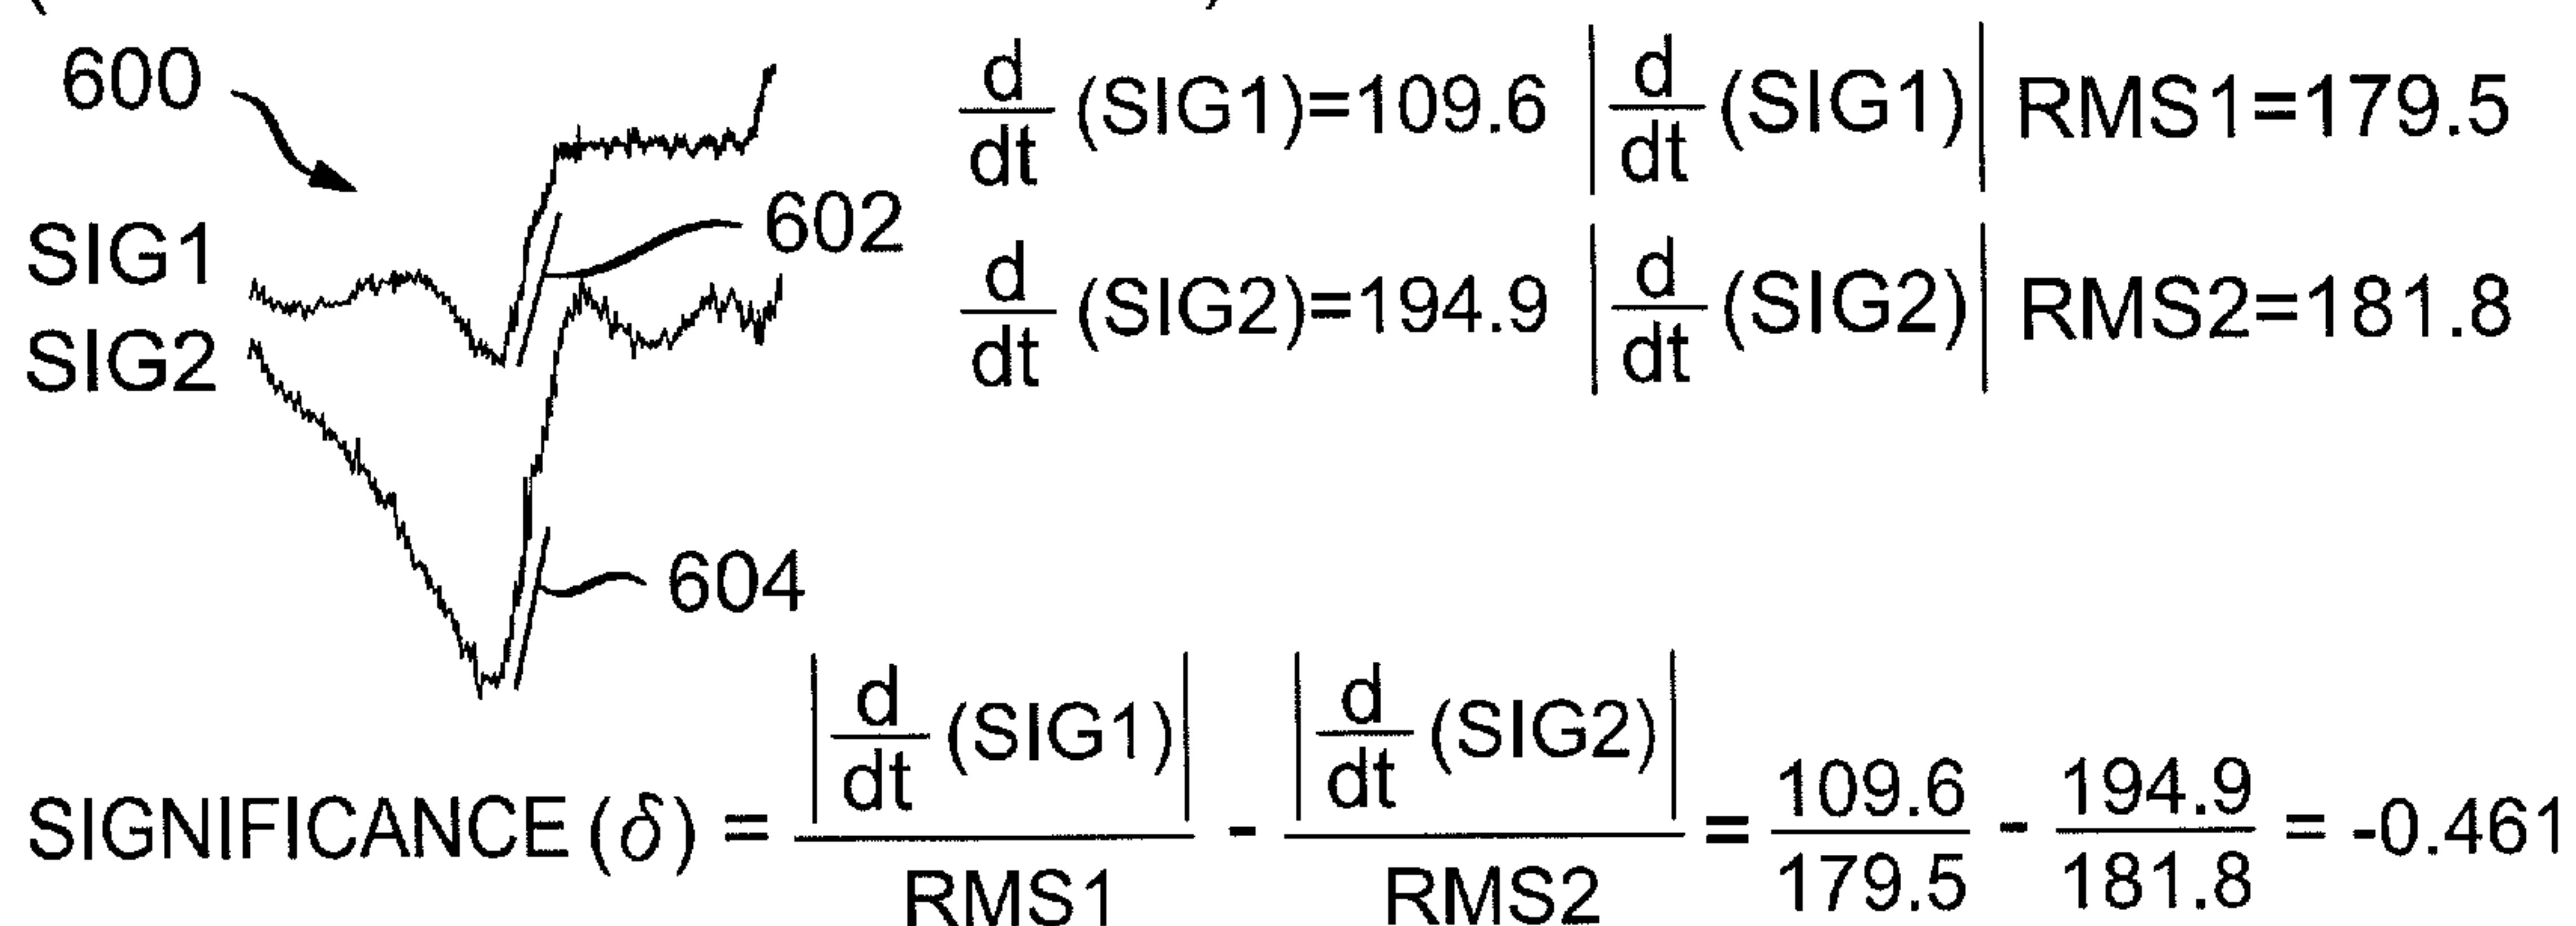 600
d/dt (SIG1)=109.6 |d/dt (SIG1)| RMS1=179.5
602
SIG1
d/dt (SIG2)=194.9 |d/dt (SIG2)| RMS2=181.8
SIG2
604
SIGNIFICANCE (δ) = |d/dt (SIG1)|/RMS1 - |d/dt (SIG2)|/RMS2 = 109.6/179.5 - 194.9/181.8 = -0.461